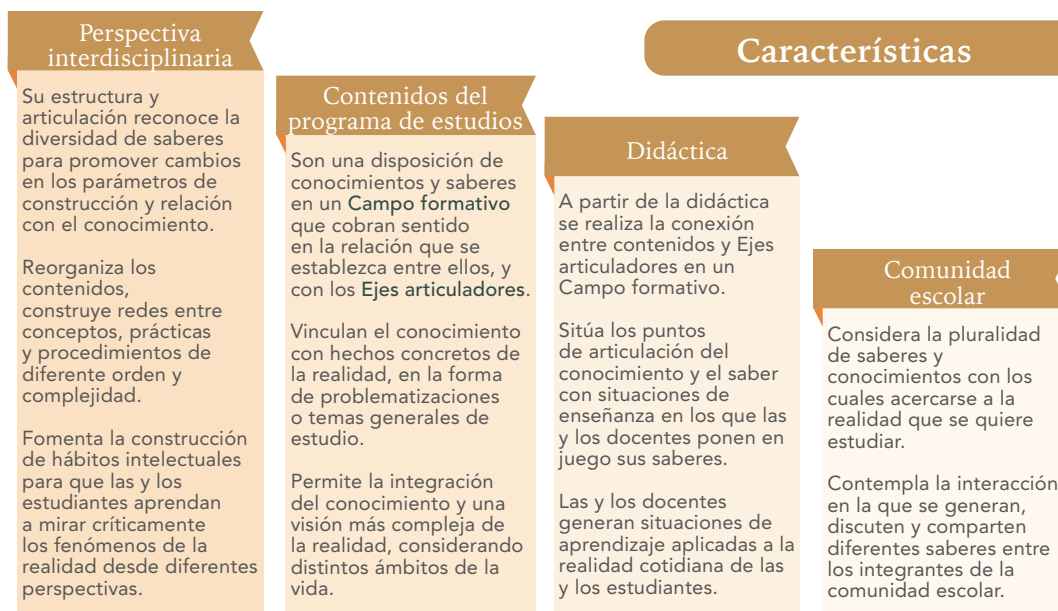 Características
Perspectiva
interdisciplinaria
Su estructura y
articulación reconoce la
diversidad de saberes
para promover cambios
en los parámetros de
construcción y relación
con el conocimiento.
Reorganiza los
contenidos,
construye redes entre
conceptos, prácticas
y procedimientos de
diferente orden y
complejidad.
Fomenta la construcción
de hábitos intelectuales
para que las y los
estudiantes aprendan
a mirar críticamente
los fenómenos de la
realidad desde diferentes
perspectivas.
Contenidos del
programa de estudios
Son una disposición de
conocimientos y saberes
en un Campo formativo
que cobran sentido
en la relación que se
establezca entre ellos, y
con los Ejes articuladores.
Vinculan el conocimiento
con hechos concretos de
la realidad, en la forma
de problematizaciones
o temas generales de
estudio.
Permite la integración
del conocimiento y una
visión más compleja de
la realidad, considerando
distintos ámbitos de la
vida.
Didáctica
A partir de la didáctica
se realiza la conexión
entre contenidos y Ejes
articuladores en un
Campo formativo.
Sitúa los puntos
de articulación del
conocimiento y el saber
con situaciones de
enseñanza en los que las
y los docentes ponen en
juego sus saberes.
Las y los docentes
generan situaciones de
aprendizaje aplicadas a la
realidad cotidiana de las
y los estudiantes.
Comunidad
escolar
Considera la pluralidad
de saberes y
conocimientos con los
cuales acercarse a la
realidad que se quiere
estudiar.
Contempla la interacción
en la que se generan,
discuten y comparten
diferentes saberes entre
los integrantes de la
comunidad escolar.